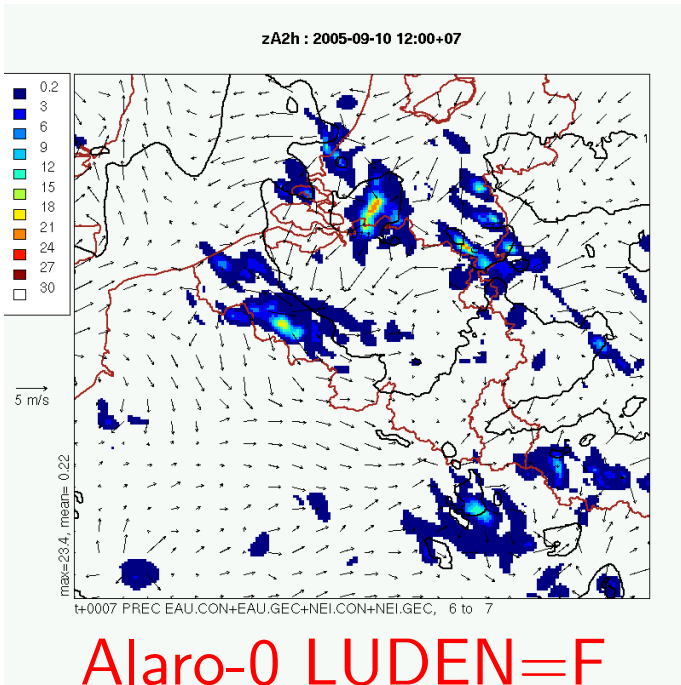 zA2h : 2005-09-10 12:00+07
0.2
3
6
9
12
15
18
21
24
27
30
5 m/s
max=23.4, mean= 0.22
t+0007 PREC EAU.CON+EAU.GEC+NEI.CON+NEI.GEC, 6 to 7
Alaro-0 LUDEN=F